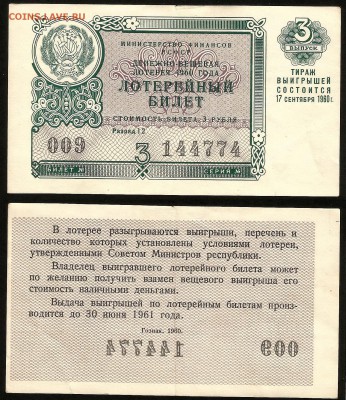 COINS.LAVE.RU
МИНИСТЕРСТВО ФИНАНСОВ
РСФСР
ДЕНЕЖНО-ВЕЩЕВАЯ
ЛОТЕРЕЯ 1960 ГОДА
ЛОТЕРЕЙНЫЙ
БИЛЕТ
СТОИМОСТЬ БИЛЕТА 3 РУБЛЯ
Разряд 12
009 3 144774
БИЛЕТ № СЕРИЯ №
3
ВЫПУСК
ТИРАЖ
ВЫИГРЫШЕЙ
СОСТОИТСЯ
17 СЕНТЯБРЯ 1960г.
В лотерее разыгрываются выигрыши, перечень и
количество которых установлены условиями лотереи,
утвержденными Советом Министров республики.
Владелец выигравшего лотерейного билета может
по желанию получить взамен вещевого выигрыша его
стоимость наличными деньгами.
Выдача выигрышей по лотерейным билетам произ-
водится до 30 июня 1961 года.
Гознак. 1960.
144774 009